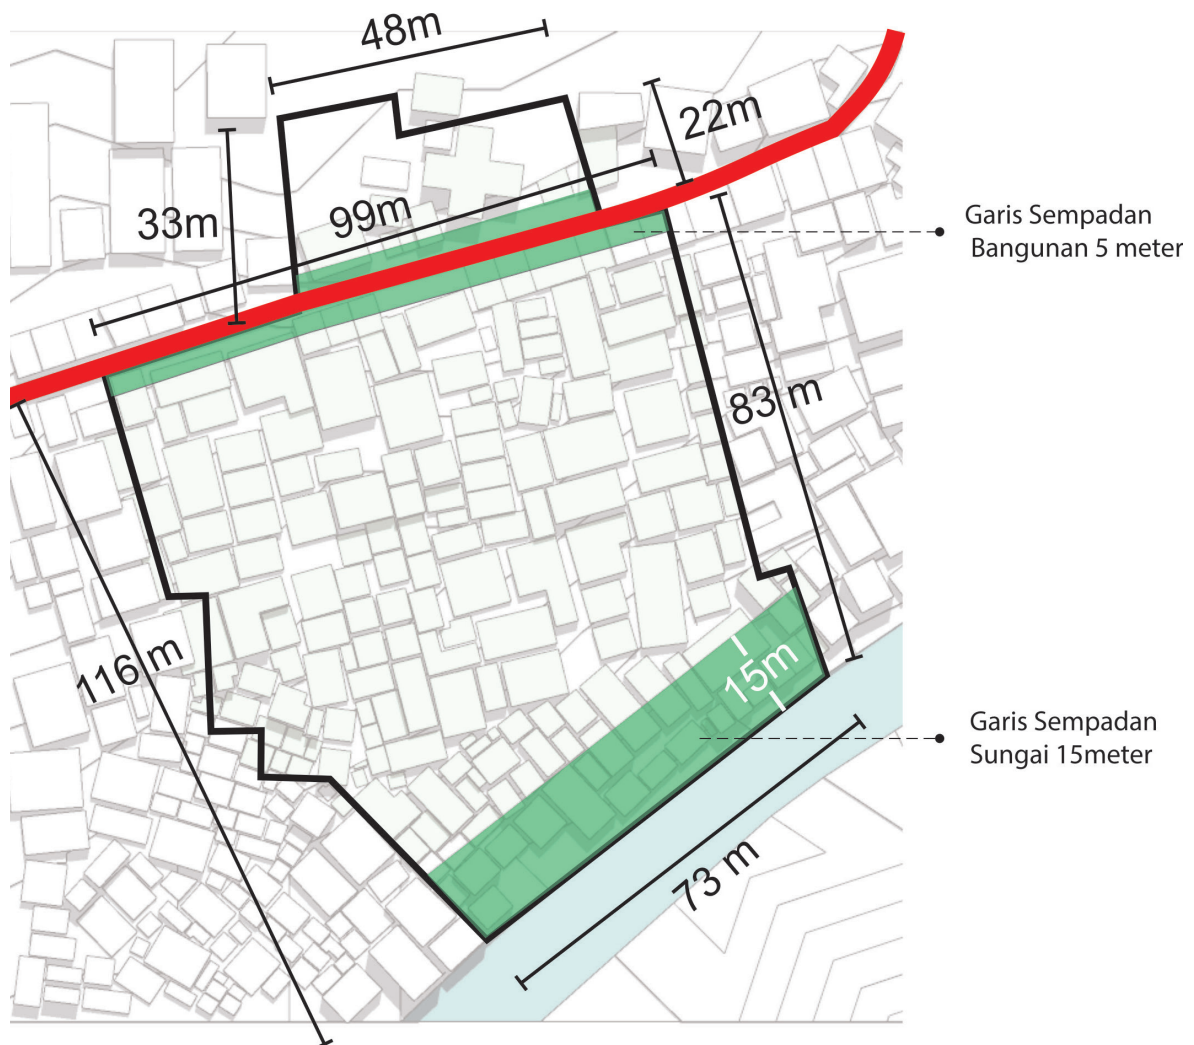 48m
22m
33m
99m
Garis Sempadan
Bangunan 5 meter
83 m
116 m
15m
Garis Sempadan
Sungai 15meter
73 m